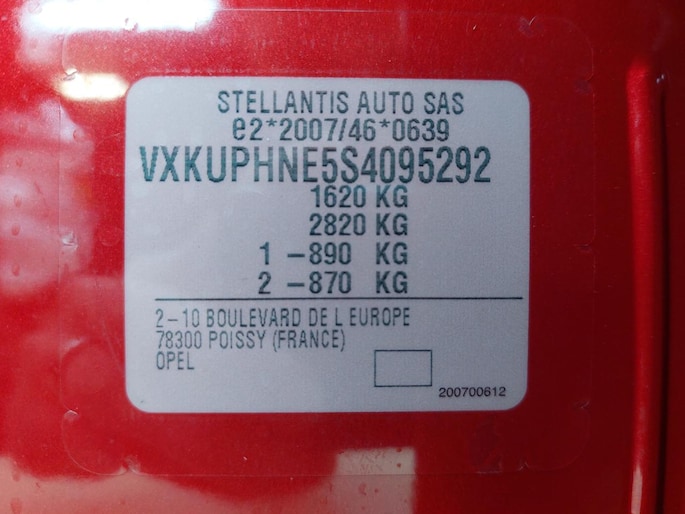 STELLANTIS AUTO SAS
e2*2007/46*0639
VXKUPHNE5S4095292
1620 KG
2820 KG
1 -890 KG
2 -870 KG
2-10 BOULEVARD DE L EUROPE
78300 POISSY (FRANCE)
OPEL
200700612